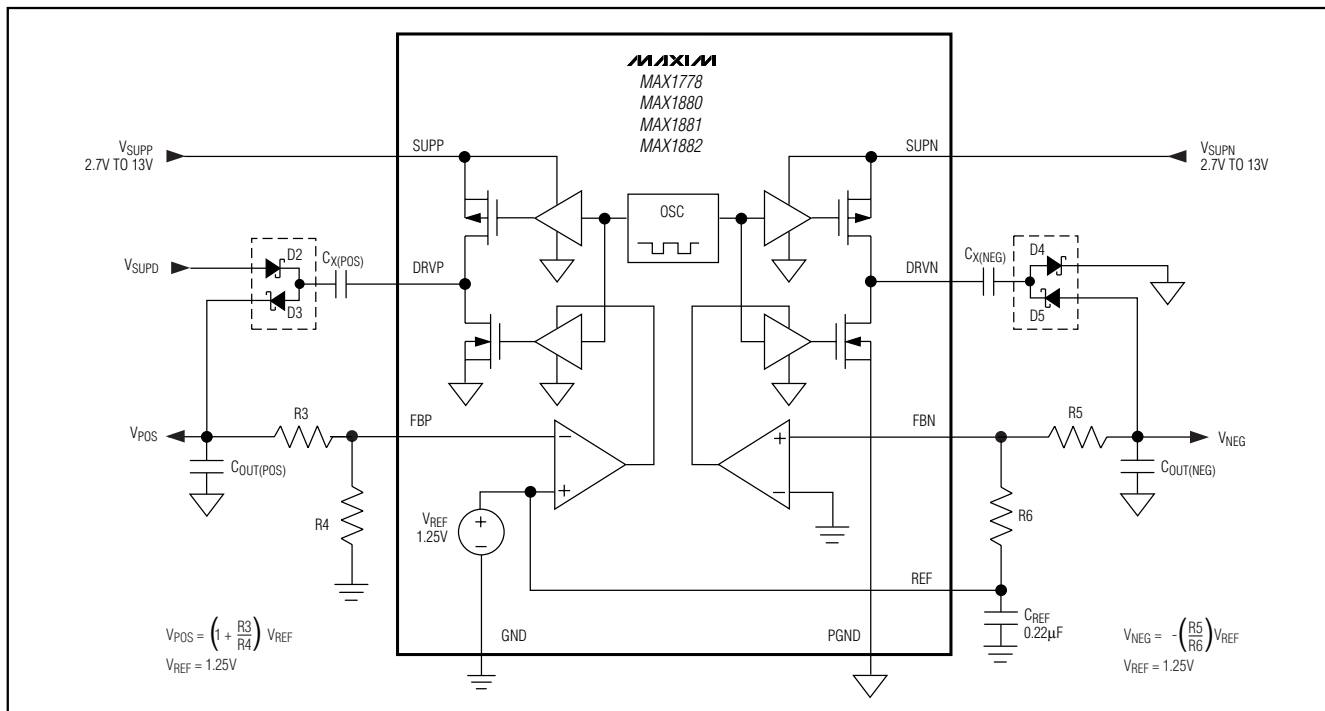 MAXIM
MAX1778
MAX1880
MAX1881
MAX1882
VSUPP
2.7V TO 13V
SUPP
SUPN
VSUPN
2.7V TO 13V
OSC
VSUPD
D2
D3
CX(POS)
DRVP
DRVN
CX(NEG)
D4
D5
VPOS
R3
FBP
FBN
R5
VNEG
COUT(POS)
COUT(NEG)
R4
R6
−
+
+
−
VREF
1.25V
+
−
REF
CREF
0.22µF
GND
PGND
VPOS = (1 + R3/R4) VREF
VREF = 1.25V
VNEG = -(R5/R6) VREF
VREF = 1.25V